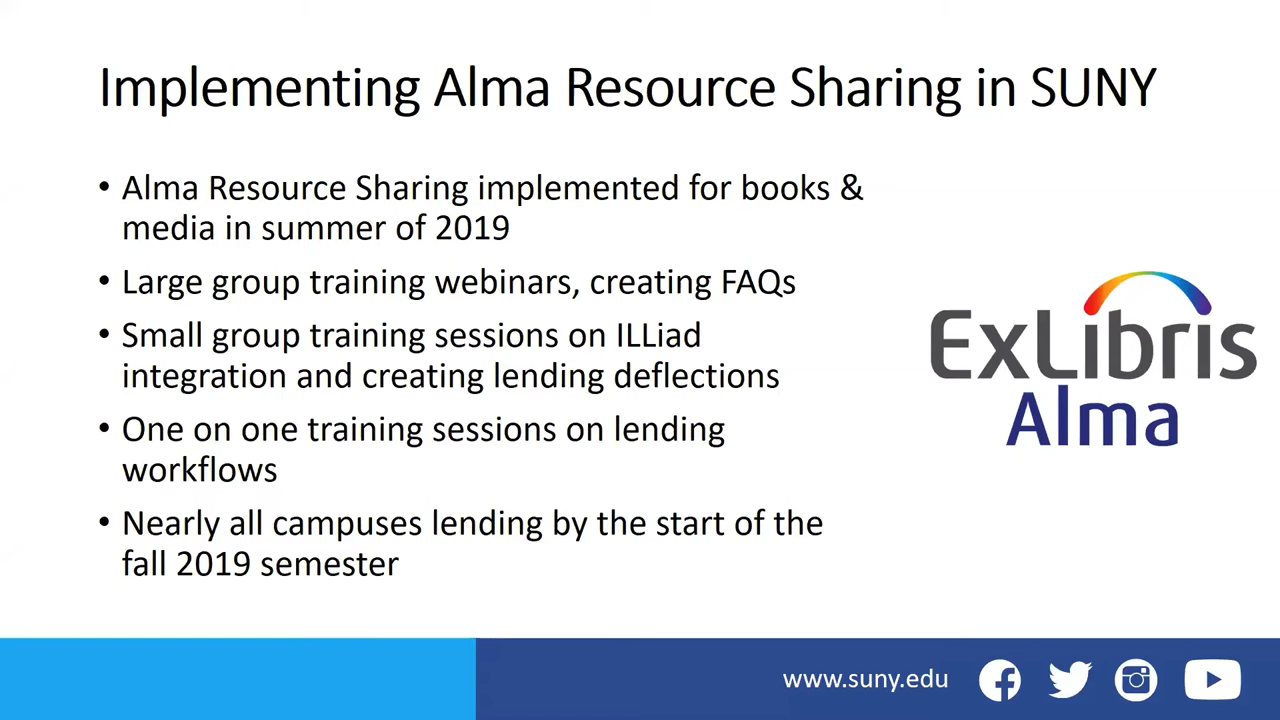 Implementing Alma Resource Sharing in SUNY
• Alma Resource Sharing implemented for books &
media in summer of 2019
• Large group training webinars, creating FAQs
• Small group training sessions on ILLiad
integration and creating lending deflections
• One on one training sessions on lending
workflows
• Nearly all campuses lending by the start of the
fall 2019 semester
ExLibris
Alma
www.suny.edu